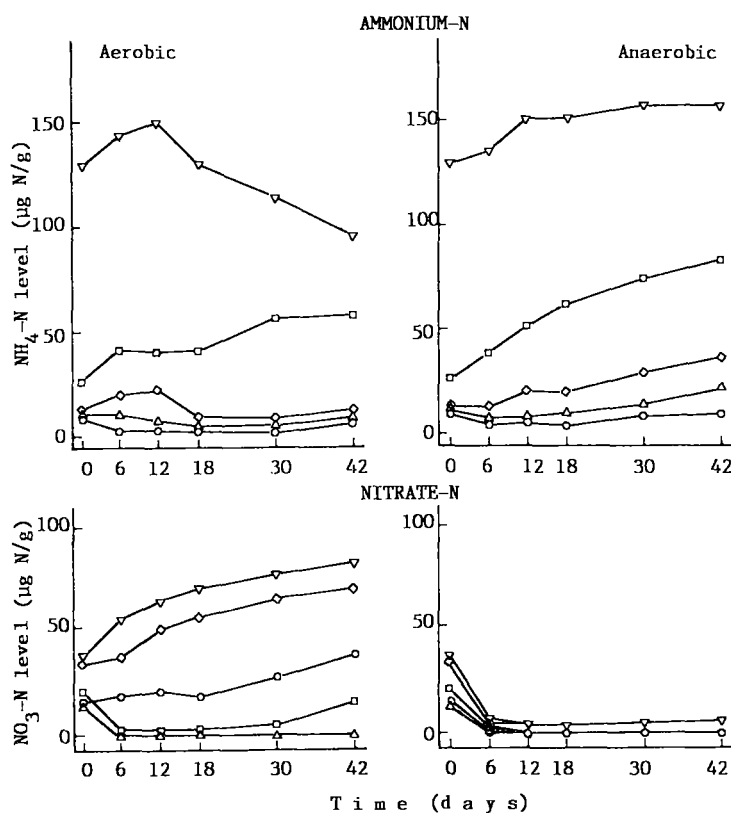 AMMONIUM-N
Aerobic
Anaerobic
NH4-N level (µg N/g)
150
100
50
0
0 6 12 18 30 42
150
100
50
0
0 6 12 18 30 42
NITRATE-N
NO3-N level (µg N/g)
100
50
0
0 6 12 18 30 42
100
50
0
0 6 12 18 30 42
Time (days)